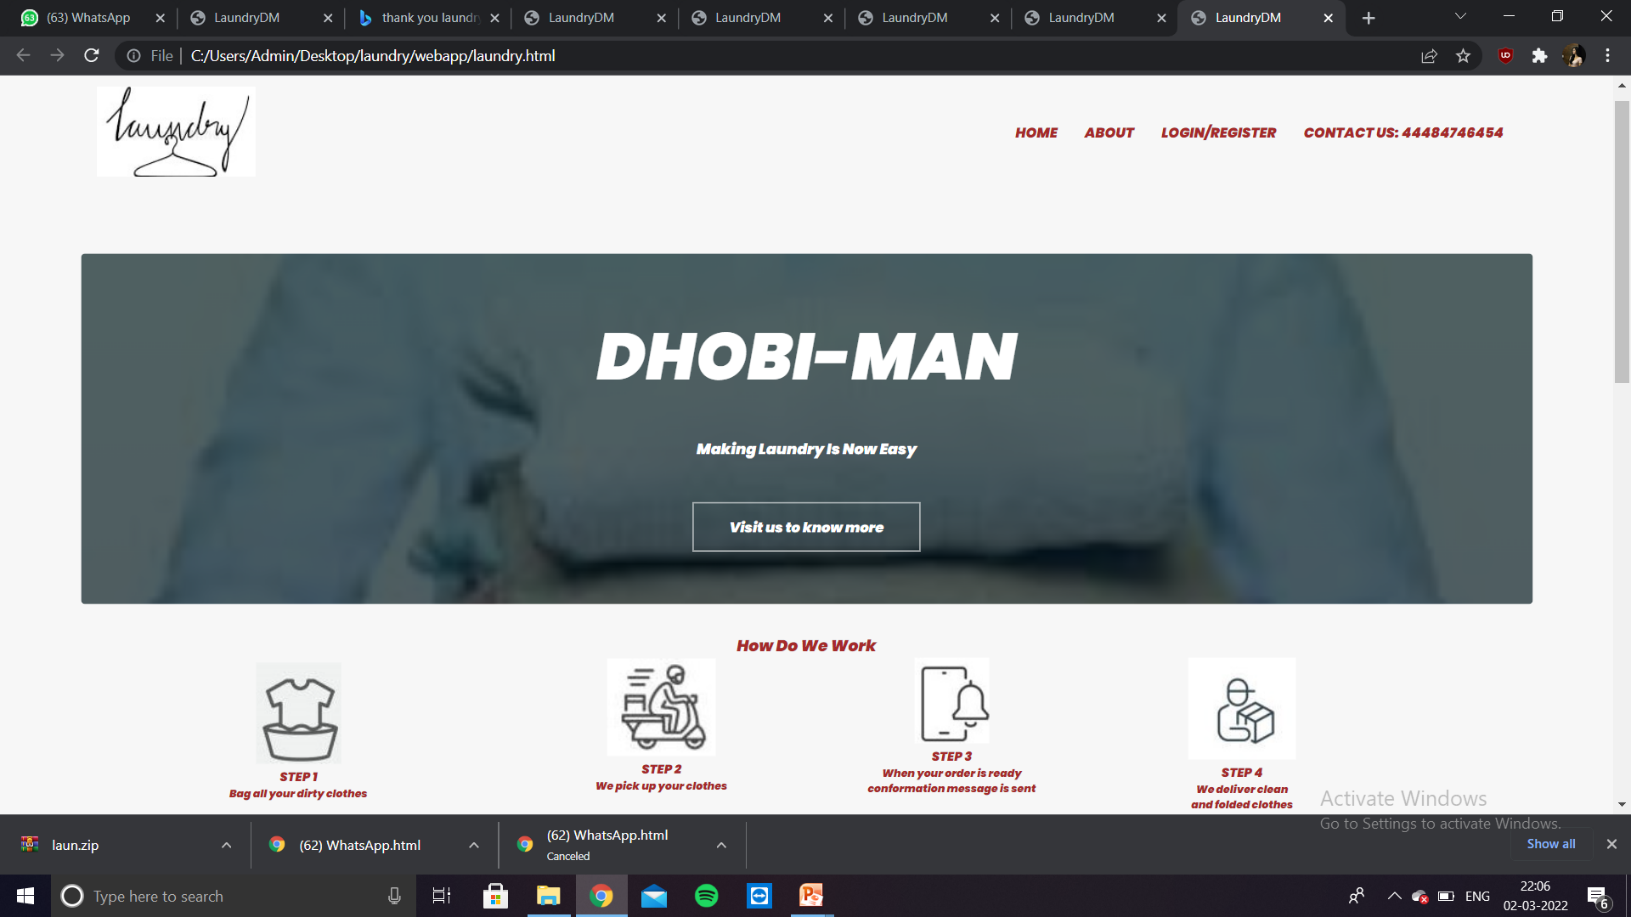 (63) WhatsApp
LaundryDM
thank you laundr
LaundryDM
LaundryDM
LaundryDM
LaundryDM
LaundryDM
File
C:/Users/Admin/Desktop/laundry/webapp/laundry.html
laundry
HOME
ABOUT
LOGIN/REGISTER
CONTACT US: 44484746454
DHOBI-MAN
Making Laundry Is Now Easy
Visit us to know more
How Do We Work
STEP 1
Bag all your dirty clothes
STEP 2
We pick up your clothes
STEP 3
When your order is ready
conformation message is sent
STEP 4
We deliver clean
and folded clothes
Activate Windows
Go to Settings to activate Windows.
laun.zip
(62) WhatsApp.html
(62) WhatsApp.html
Canceled
Show all
Type here to search
ENG
22:06
02-03-2022
6